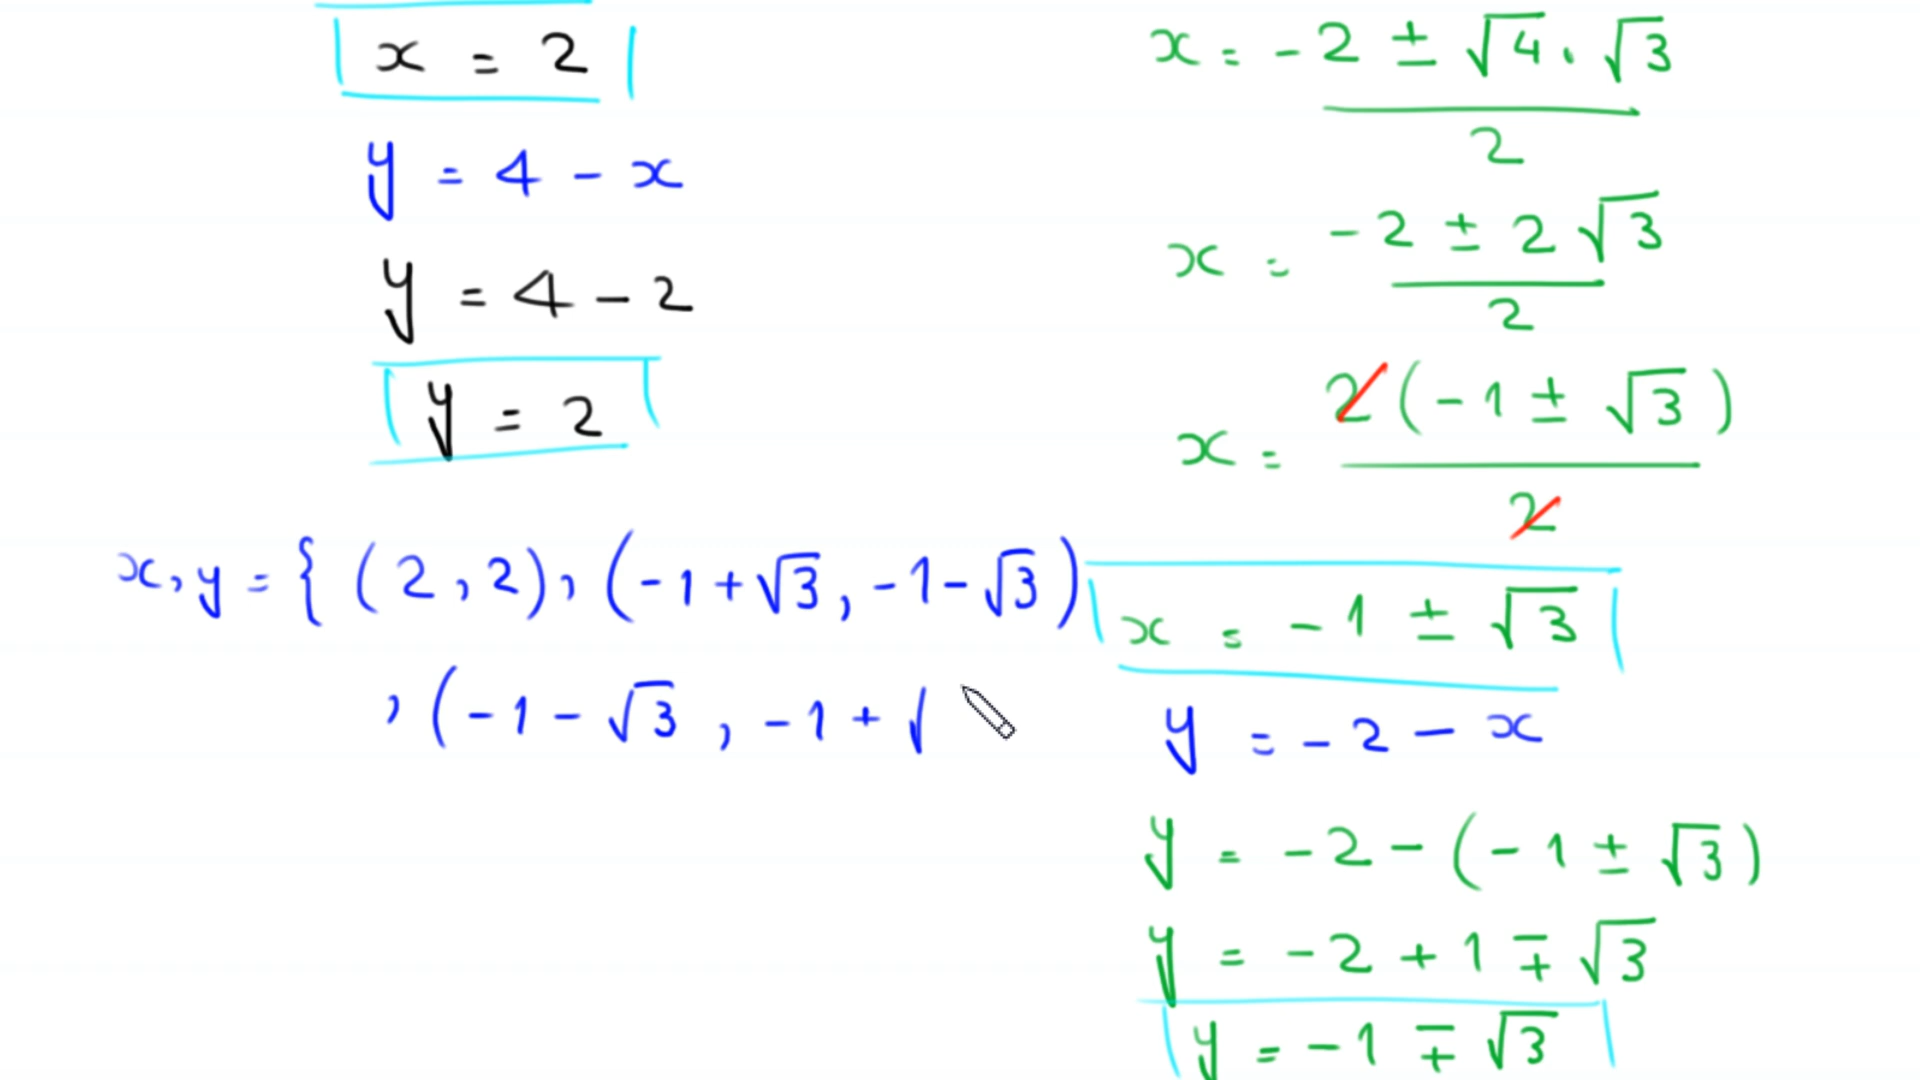 x = 2
y = 4 - x
y = 4 - 2
y = 2
x, y = { (2, 2), (-1 + √3, -1 - √3)
, (-1 - √3, -1 + √
x = -2 ± √4 . √3
2
x = -2 ± 2√3
2
x = 2(-1 ± √3)
2
x = -1 ± √3
y = -2 - x
y = -2 - (-1 ± √3)
y = -2 + 1 ∓ √3
y = -1 ∓ √3